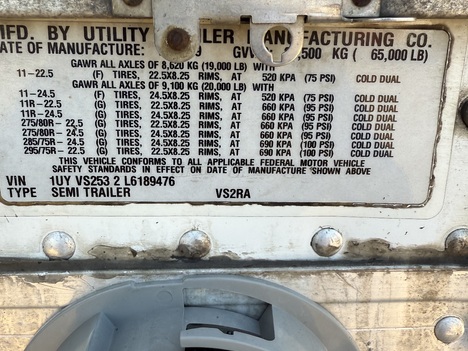 MFD. BY UTILITY TRAILER MANUFACTURING CO.
DATE OF MANUFACTURE: 9 GVW ,500 KG ( 65,000 LB)
GAWR ALL AXLES OF 8,620 KG (19,000 LB) WITH
11-22.5 (F) TIRES, 22.5X8.25 RIMS, AT 520 KPA (75 PSI) COLD DUAL
GAWR ALL AXLES OF 9,100 KG (20,000 LB) WITH
11-24.5 (F) TIRES, 24.5X8.25 RIMS, AT 520 KPA (75 PSI) COLD DUAL
11R-22.5 (G) TIRES, 22.5X8.25 RIMS, AT 660 KPA (95 PSI) COLD DUAL
11R-24.5 (G) TIRES, 24.5X8.25 RIMS, AT 660 KPA (95 PSI) COLD DUAL
275/80R-22.5 (G) TIRES, 22.5X8.25 RIMS, AT 660 KPA (95 PSI) COLD DUAL
275/80R-24.5 (G) TIRES, 24.5X8.25 RIMS, AT 660 KPA (95 PSI) COLD DUAL
285/75R-24.5 (G) TIRES, 24.5X8.25 RIMS, AT 690 KPA (100 PSI) COLD DUAL
295/75R-22.5 (G) TIRES, 22.5X8.25 RIMS, AT 690 KPA (100 PSI) COLD DUAL
THIS VEHICLE CONFORMS TO ALL APPLICABLE FEDERAL MOTOR VEHICLE
SAFETY STANDARDS IN EFFECT ON DATE OF MANUFACTURE SHOWN ABOVE
VIN 1UY VS253 2 L6189476
TYPE SEMI TRAILER VS2RA